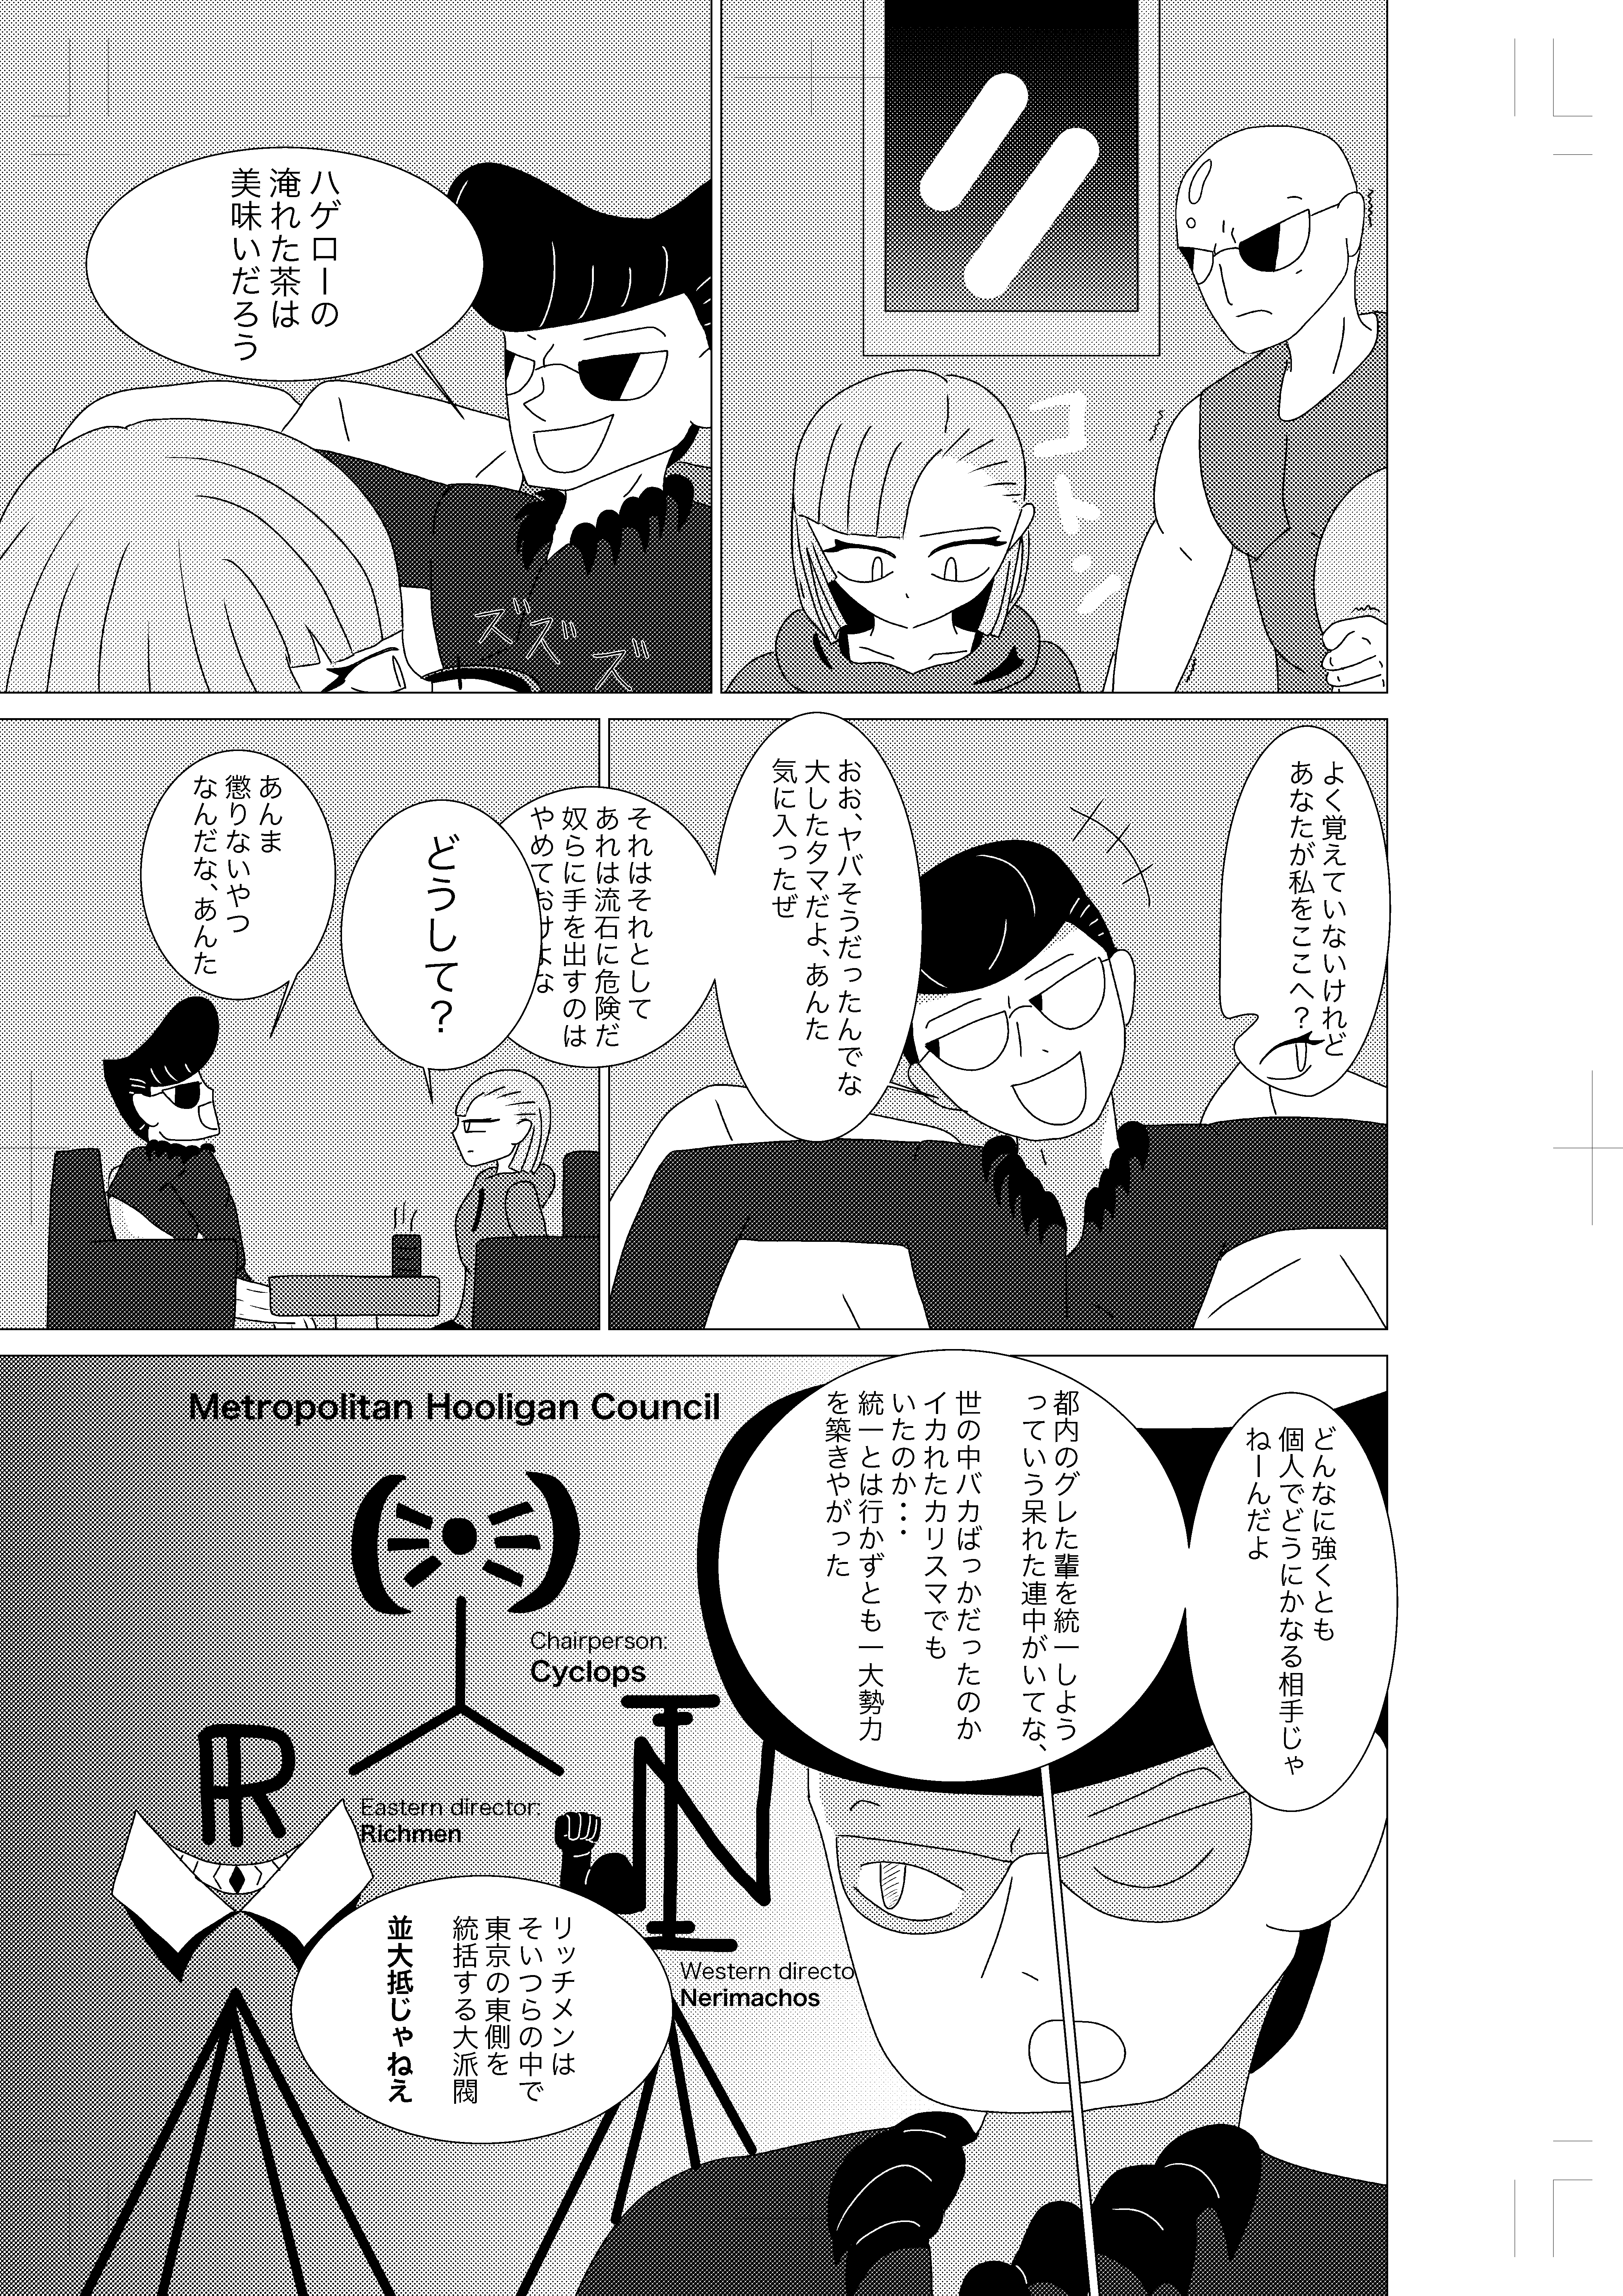 コト・・
ハゲローの
淹れた茶は
美味いだろう
ズズズ
よく覚えていないけれど
あなたが私をここへ？
おお、ヤバそうだったんでな
大したタマだよ、あんた
気に入ったぜ
それはそれとして
あれは流石に危険だ
奴らに手を出すのは
やめておけよな
どうして？
あんま
懲りないやつ
なんだな、あんた
どんなに強くとも
個人でどうにかなる相手じゃ
ねーんだよ
都内のグレた輩を統一しよう
っていう呆れた連中がいてな、
世の中バカばっかだったのか
イカれたカリスマでも
いたのか・・・
統一とは行かずとも一大勢力
を築きやがった
Metropolitan Hooligan Council
Chairperson:
Cyclops
Eastern director:
Richmen
Western directo
Nerimachos
リッチメンは
そいつらの中で
東京の東側を
統括する大派閥
並大抵じゃねえ